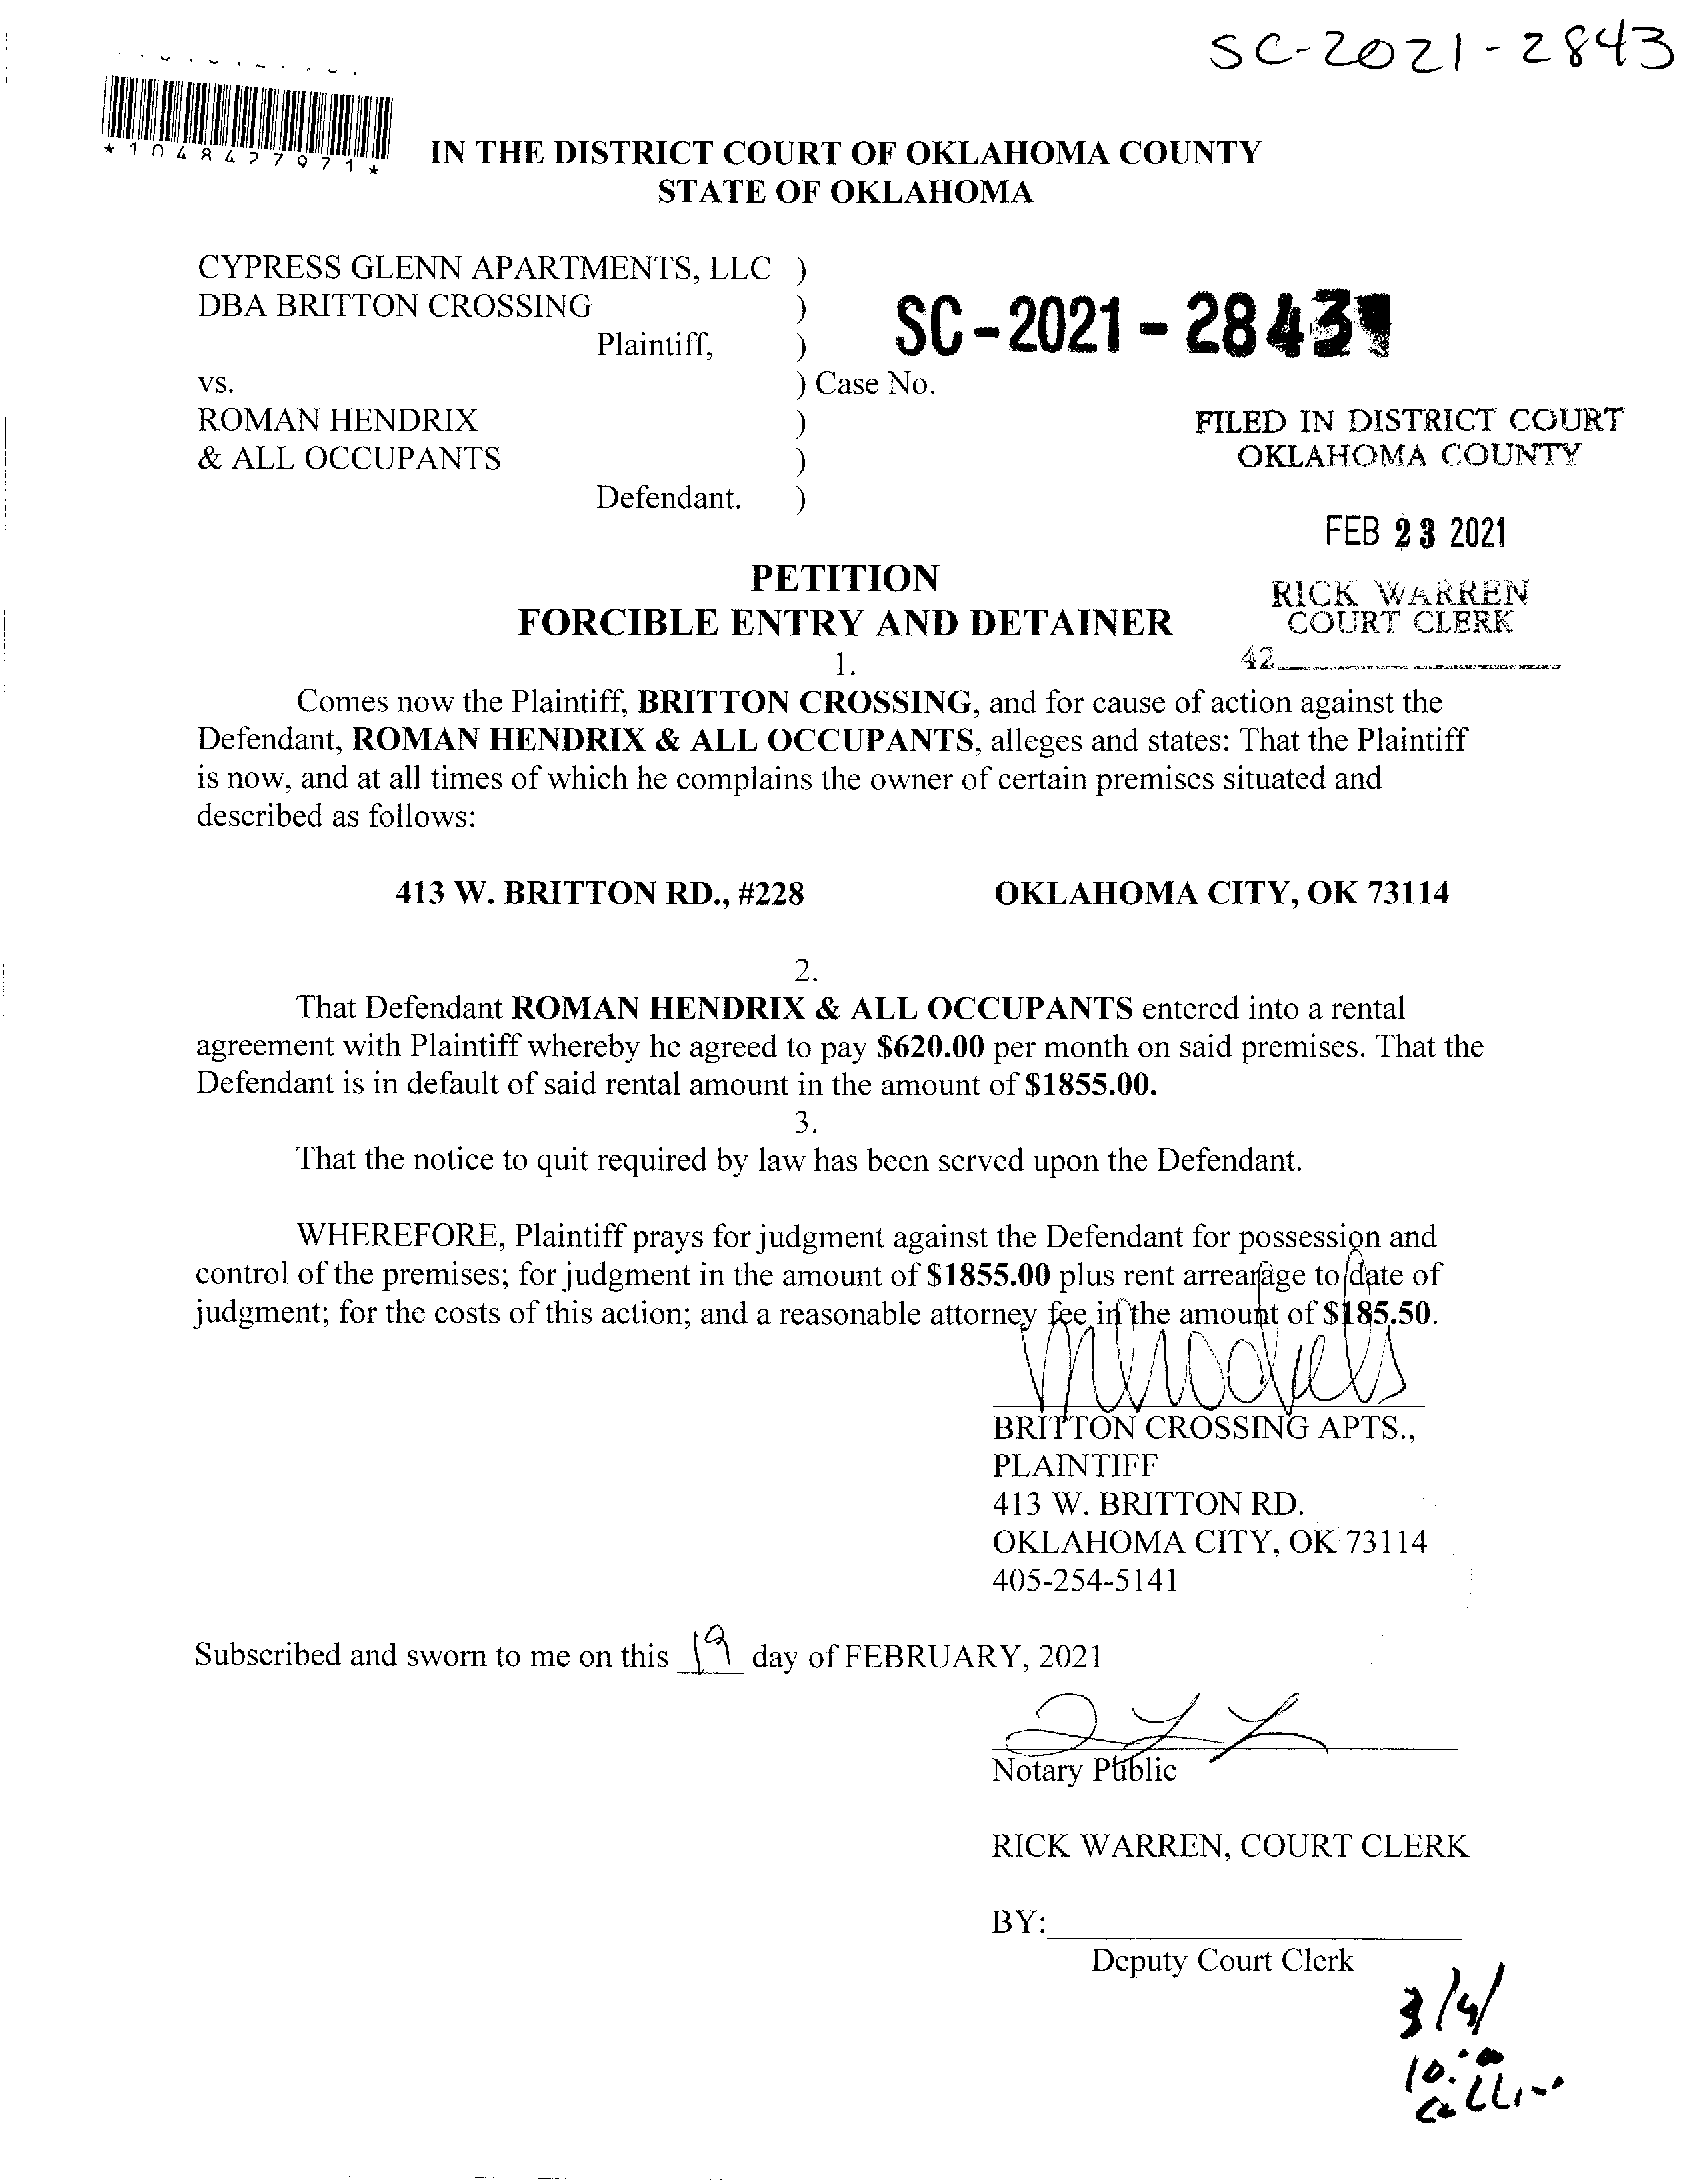 SC-2021-2843
*1048427971*
IN THE DISTRICT COURT OF OKLAHOMA COUNTY
STATE OF OKLAHOMA
CYPRESS GLENN APARTMENTS, LLC )
DBA BRITTON CROSSING )
Plaintiff, )
SC-2021-2843
vs. ) Case No.
ROMAN HENDRIX )
& ALL OCCUPANTS )
Defendant. )
FILED IN DISTRICT COURT
OKLAHOMA COUNTY
FEB 23 2021
RICK WARREN
COURT CLERK
42
PETITION
FORCIBLE ENTRY AND DETAINER
1.
Comes now the Plaintiff, BRITTON CROSSING, and for cause of action against the
Defendant, ROMAN HENDRIX & ALL OCCUPANTS, alleges and states: That the Plaintiff
is now, and at all times of which he complains the owner of certain premises situated and
described as follows:
413 W. BRITTON RD., #228 OKLAHOMA CITY, OK 73114
2.
That Defendant ROMAN HENDRIX & ALL OCCUPANTS entered into a rental
agreement with Plaintiff whereby he agreed to pay $620.00 per month on said premises. That the
Defendant is in default of said rental amount in the amount of $1855.00.
3.
That the notice to quit required by law has been served upon the Defendant.
WHEREFORE, Plaintiff prays for judgment against the Defendant for possession and
control of the premises; for judgment in the amount of $1855.00 plus rent arrearage to date of
judgment; for the costs of this action; and a reasonable attorney fee in the amount of $185.50.
BRITTON CROSSING APTS.,
PLAINTIFF
413 W. BRITTON RD.
OKLAHOMA CITY, OK 73114
405-254-5141
Subscribed and sworn to me on this 19 day of FEBRUARY, 2021
Notary Public
RICK WARREN, COURT CLERK
BY:
Deputy Court Clerk
3/4/